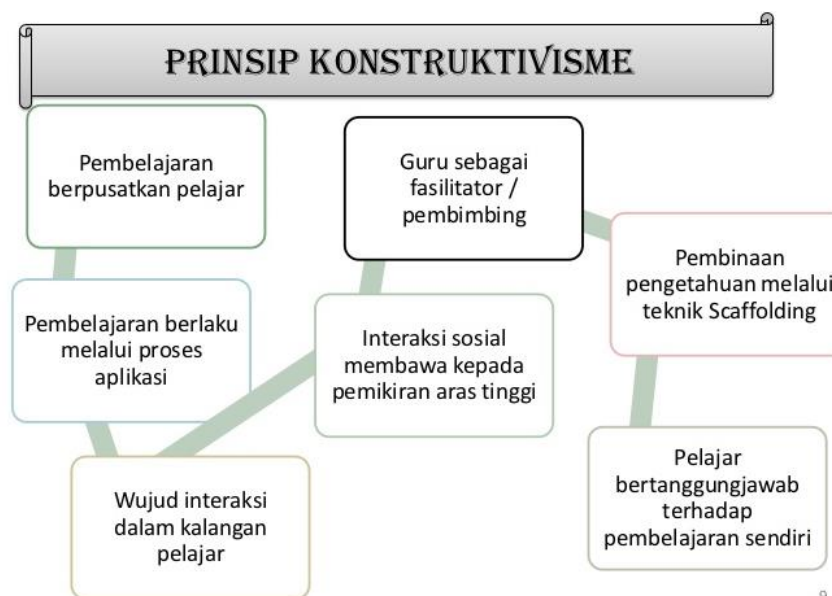 PRINSIP KONSTRUKTIVISME
Pembelajaran
berpusatkan pelajar
Pembelajaran berlaku
melalui proses
aplikasi
Wujud interaksi
dalam kalangan
pelajar
Interaksi sosial
membawa kepada
pemikiran aras tinggi
Guru sebagai
fasilitator /
pembimbing
Pembinaan
pengetahuan melalui
teknik Scaffolding
Pelajar
bertanggungjawab
terhadap
pembelajaran sendiri
9